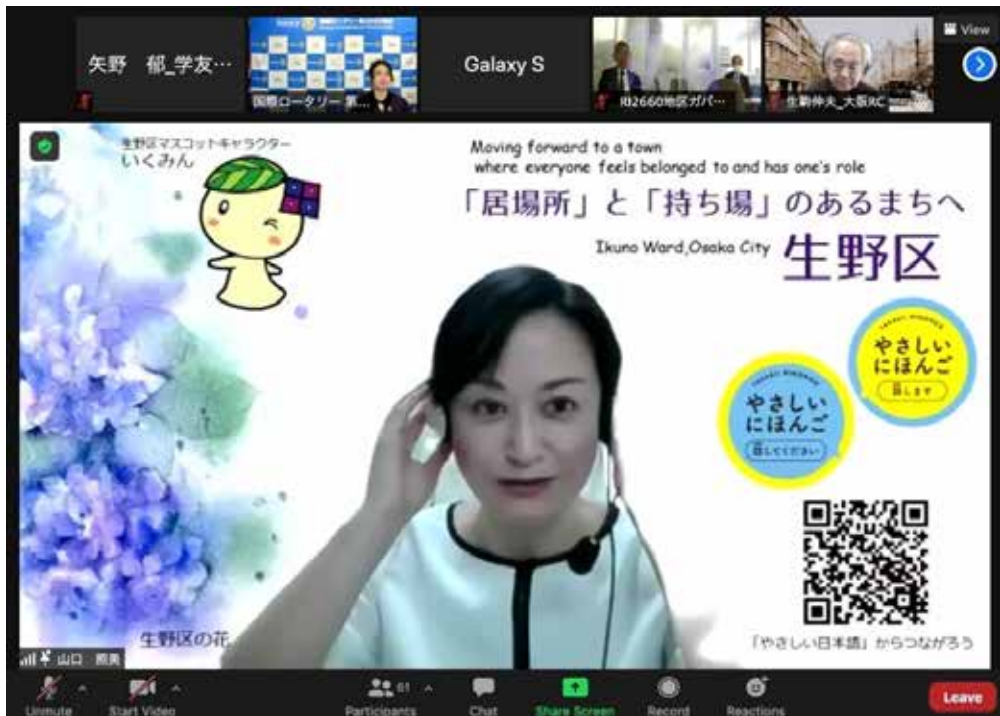 矢野 郁_学友…
国際ロータリー 第…
Galaxy S
RI2660地区ガバ…
生駒伸夫_大阪RC
View
生野区マスコットキャラクター
いくみん
Moving forward to a town
where everyone feels belonged to and has one's role
「居場所」と「持ち場」のあるまちへ
Ikuno Ward,Osaka City 生野区
やさしい
にほんご
話します
やさしい
にほんご
話してください
生野区の花
「やさしい日本語」からつながろう
山口 照美
Unmute
Start Video
Participants
61
Chat
Share Screen
Record
Reactions
Leave